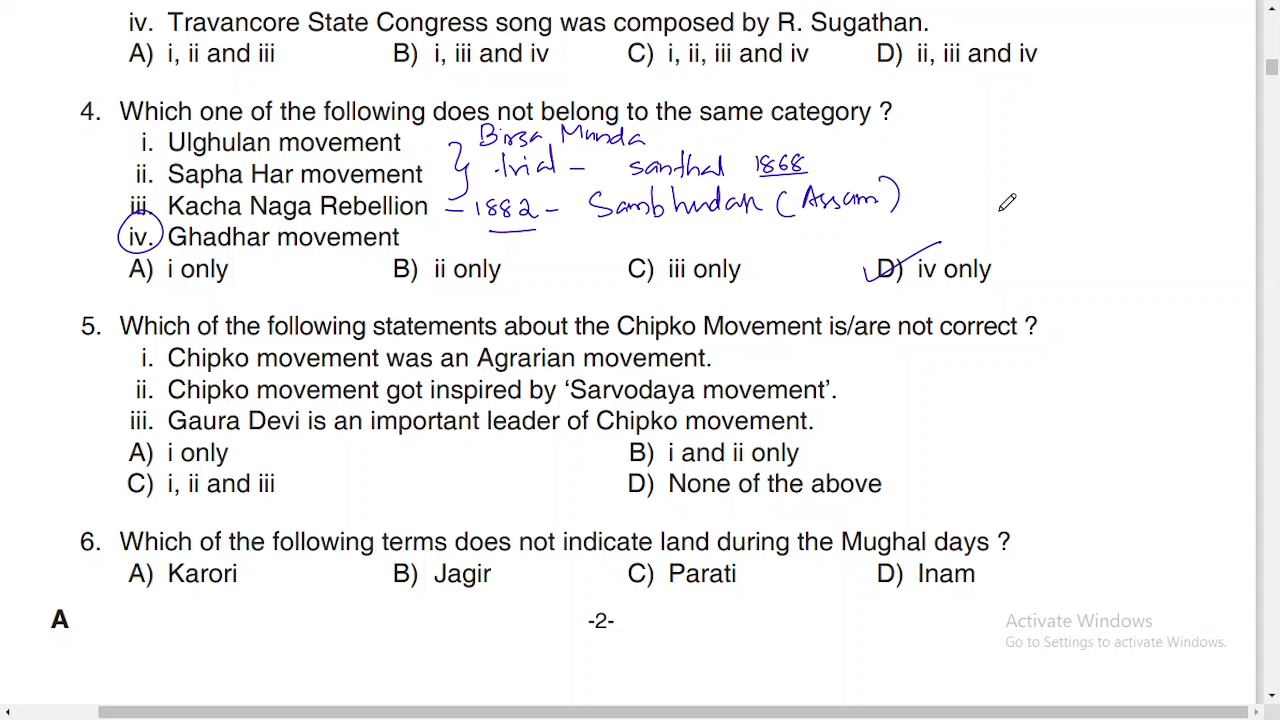 iv. Travancore State Congress song was composed by R. Sugathan.
A) i, ii and iii B) i, iii and iv C) i, ii, iii and iv D) ii, iii and iv
4. Which one of the following does not belong to the same category ?
Birsa Munda
i. Ulghulan movement
ii. Sapha Har movement trial – santhal 1868
iii. Kacha Naga Rebellion – 1882 – Sambhudan (Assam)
iv. Ghadhar movement
A) i only B) ii only C) iii only D) iv only
5. Which of the following statements about the Chipko Movement is/are not correct ?
i. Chipko movement was an Agrarian movement.
ii. Chipko movement got inspired by ‘Sarvodaya movement’.
iii. Gaura Devi is an important leader of Chipko movement.
A) i only B) i and ii only
C) i, ii and iii D) None of the above
6. Which of the following terms does not indicate land during the Mughal days ?
A) Karori B) Jagir C) Parati D) Inam
A -2-
Activate Windows
Go to Settings to activate Windows.